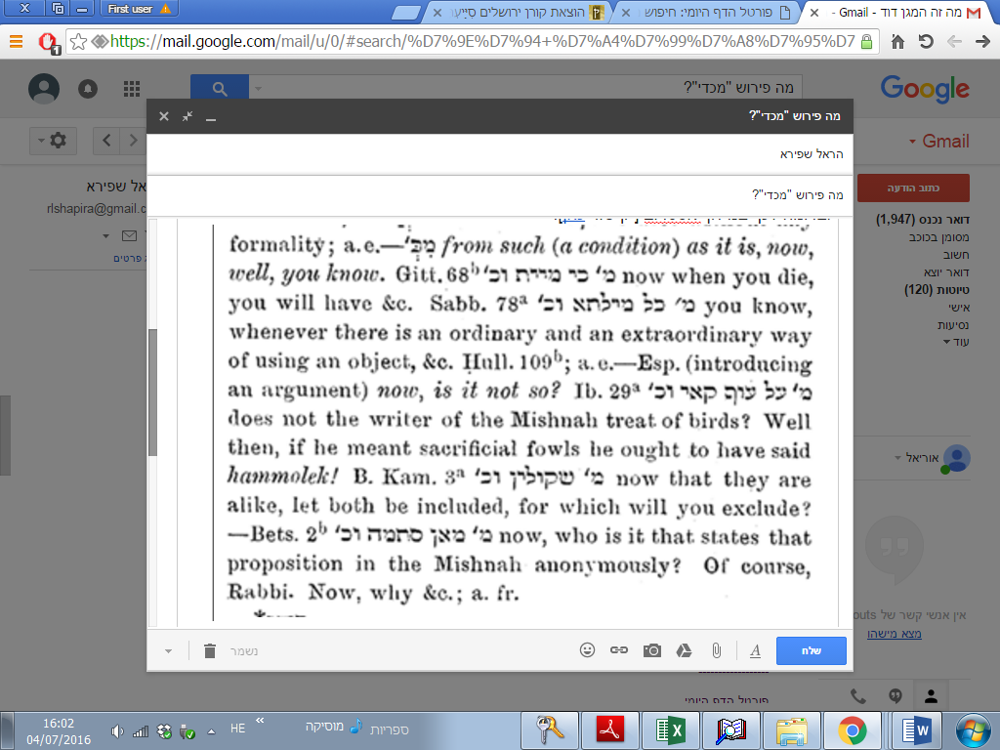 First user
מה זה המגן דוד - Gmail -
פורטל הדף היומי: חיפוש
הוצאת קורן ירושלים סיעו
https://mail.google.com/mail/u/0/#search/%D7%9E%D7%94+%D7%A4%D7%99%D7%A8%D7%95%D7
1
Google
מה פירוש "מכדי"?
Gmail
אל שפירא
rlshapira@gmail.c
פרטים
כתוב הודעה
דואר נכנס (1,947)
מסומן בכוכב
חשוב
דואר יוצא
טיוטות (120)
אישי
נסיעות
עוד
מה פירוש "מכדי"?
הראל שפירא
מה פירוש "מכדי"?
formality; a.e.—מִכְּ׳ from such (a condition) as it is, now,
well, you know. Gitt. 68b מ׳ כי מיית וכ׳ now when you die,
you will have &c. Sabb. 78a מ׳ כל מילתא וכ׳ you know,
whenever there is an ordinary and an extraordinary way
of using an object, &c. Ḥull. 109b; a. e.—Esp. (introducing
an argument) now, is it not so? Ib. 29a מ׳ על עוף קאי וכ׳
does not the writer of the Mishnah treat of birds? Well
then, if he meant sacrificial fowls he ought to have said
hammolek! B. Kam. 3a מ׳ שקולין וכ׳ now that they are
alike, let both be included, for which will you exclude?
—Bets. 2b מ׳ מאן סתמה וכ׳ now, who is it that states that
proposition in the Mishnah anonymously? Of course,
Rabbi. Now, why &c.; a. fr.
שלח
נשמר
אוריאל
אין אנשי קשר של outs
מצא מישהו
פורטל הדף היומי
16:02
04/07/2016
HE
מוסיקה
ספריות